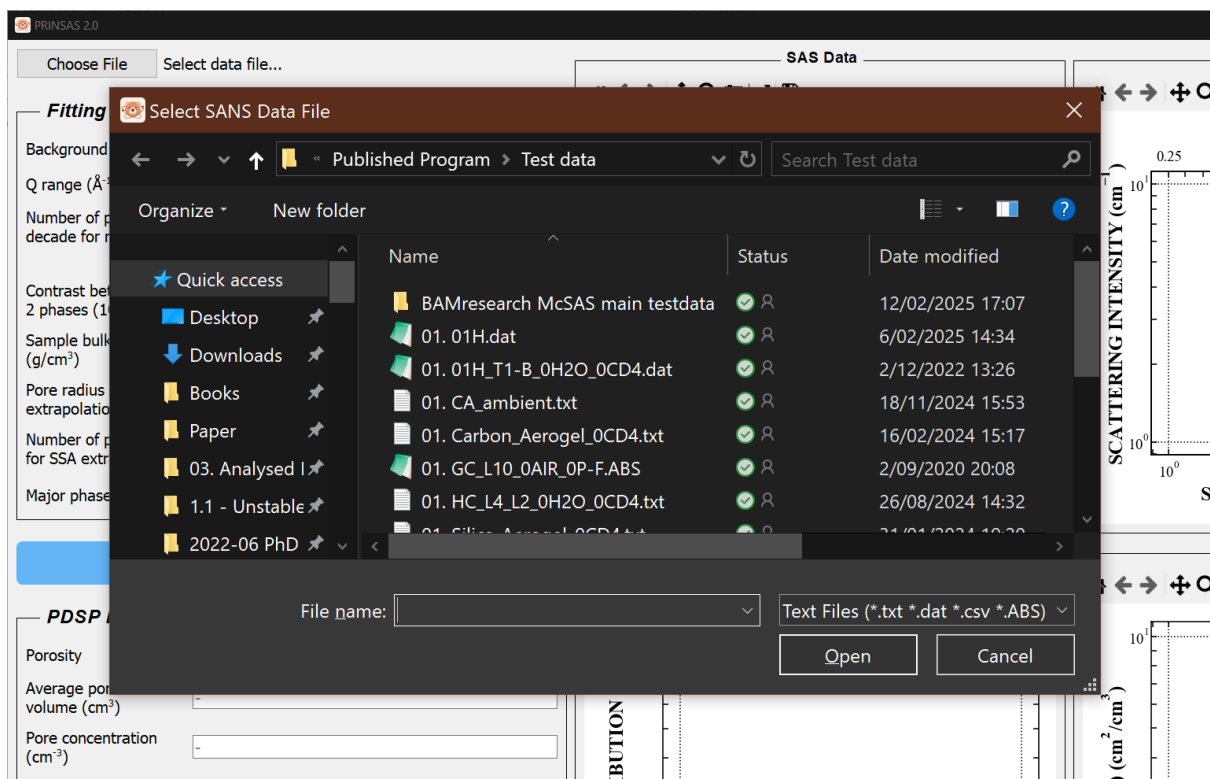 PRINSAS 2.0
Choose File Select data file...
SAS Data
Fitting
Select SANS Data File
Background
Published Program > Test data
Search Test data
Q range (Å⁻¹
Number of p
decade for r
Organize New folder
Name Status Date modified
Quick access
Desktop
Downloads
Books
Paper
03. Analysed I
1.1 - Unstable
2022-06 PhD
BAMresearch McSAS main testdata 12/02/2025 17:07
01. 01H.dat 6/02/2025 14:34
01. 01H_T1-B_0H2O_0CD4.dat 2/12/2022 13:26
01. CA_ambient.txt 18/11/2024 15:53
01. Carbon_Aerogel_0CD4.txt 16/02/2024 15:17
01. GC_L10_0AIR_0P-F.ABS 2/09/2020 20:08
01. HC_L4_L2_0H2O_0CD4.txt 26/08/2024 14:32
Contrast bet
2 phases (1
Sample bulk
(g/cm³)
Pore radius
extrapolatio
Number of p
for SSA extr
Major phase
File name:
Text Files (*.txt *.dat *.csv *.ABS)
Open Cancel
PDSP
Porosity
Average por
volume (cm³)
-
Pore concentration
(cm⁻³)
-
BUTION
0.25
SCATTERING INTENSITY (cm⁻¹)
10¹
10⁰
10⁰
S
10¹
(cm²/cm³)